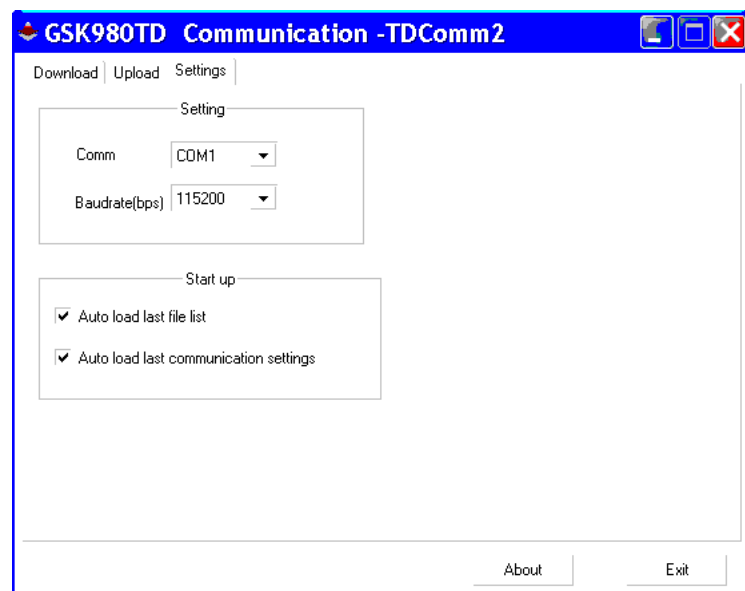 GSK980TD Communication -TDComm2
Download Upload Settings
Setting
Comm COM1
Baudrate(bps) 115200
Start up
Auto load last file list
Auto load last communication settings
About Exit